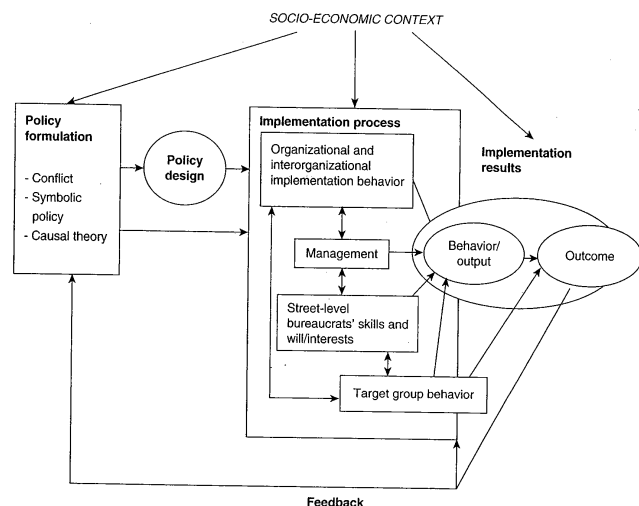 SOCIO-ECONOMIC CONTEXT
Policy
formulation
- Conflict
- Symbolic
policy
- Causal theory
Policy
design
Implementation process
Organizational and
interorganizational
implementation behavior
Management
Street-level
bureaucrats' skills and
will/interests
Target group behavior
Implementation
results
Behavior/
output
Outcome
Feedback